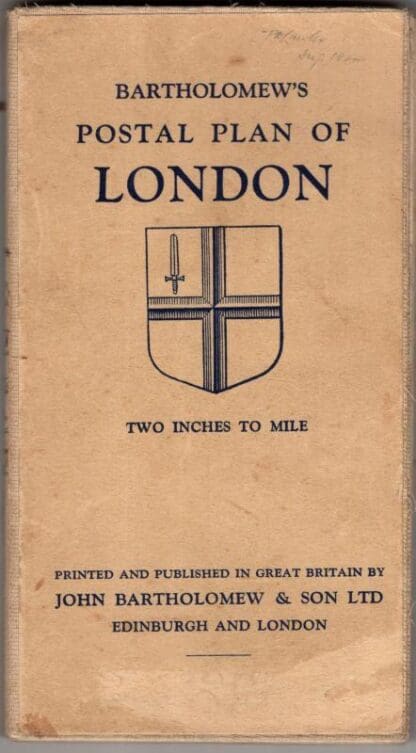 BARTHOLOMEW'S
POSTAL PLAN OF
LONDON
TWO INCHES TO MILE
PRINTED AND PUBLISHED IN GREAT BRITAIN BY
JOHN BARTHOLOMEW & SON LTD
EDINBURGH AND LONDON